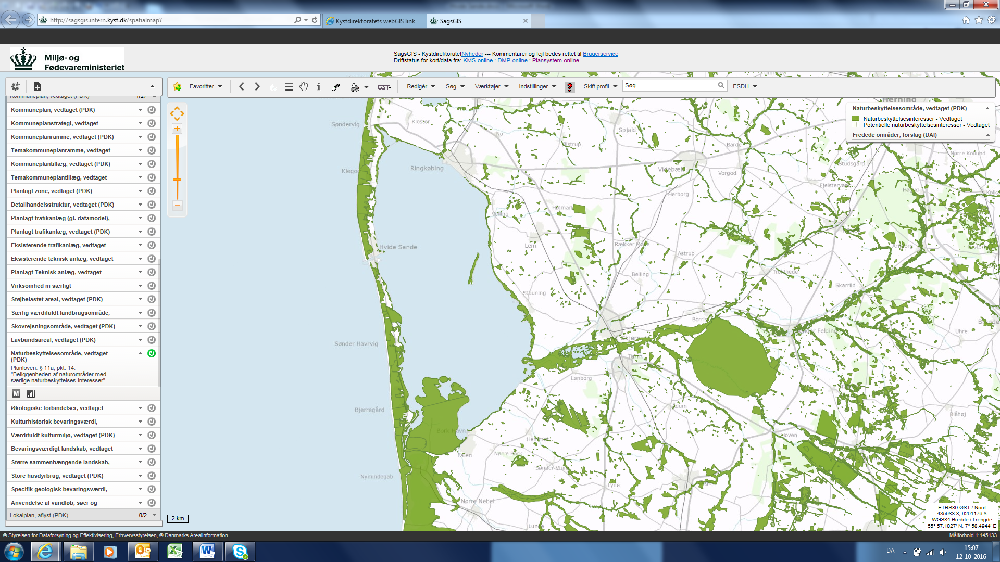 http://sagsgis.intern.kyst.dk/spatialmap?
Kystdirektoratets webGIS link
SagsGIS
Miljø- og
Fødevareministeriet
SagsGIS - KystdirektoratetNyheder --- Kommentarer og fejl bedes rettet til Brugerservice
Driftstatus for kort/data fra: KMS-online : DMP-online : Plansystem-online
Favoritter
GST
Redigér
Søg
Værktøjer
Indstillinger
Skift profil
Søg...
ESDH
Kommuneplan, vedtaget (PDK)
Kommuneplanstrategi, vedtaget
Kommuneplanramme, vedtaget (PDK)
Temakommuneplanramme, vedtaget
Kommuneplantillæg, vedtaget (PDK)
Temakommuneplantillæg, vedtaget
Planlagt zone, vedtaget (PDK)
Detailhandelsstruktur, vedtaget (PDK)
Planlagt trafikanlæg (gl. datamodel),
Planlagt trafikanlæg, vedtaget (PDK)
Eksisterende trafikanlæg, vedtaget
Eksisterende teknisk anlæg, vedtaget
Planlagt Teknisk anlæg, vedtaget
Virksomhed m særligt
Støjbelastet areal, vedtaget (PDK)
Særlig værdifuldt landbrugsområde,
Skovrejsningsområde, vedtaget (PDK)
Lavbundsareal, vedtaget (PDK)
Naturbeskyttelsesområde, vedtaget
(PDK)
Planloven: § 11a, pkt. 14.
"Beliggenheden af naturområder med
særlige naturbeskyttelses-interesser".
M
Økologiske forbindelser, vedtaget
Kulturhistorisk bevaringsværdi,
Værdifuldt kulturmiljø, vedtaget (PDK)
Bevaringsværdigt landskab, vedtaget
Større sammenhængende landskab,
Store husdyrbrug, vedtaget (PDK)
Specifik geologisk bevaringsværdi,
Anvendelse af vandløb, søer og
Lokalplan, aflyst (PDK) 0/2
Herning
Naturbeskyttelsesområde, vedtaget (PDK)
Naturbeskyttelsesinteresser - Vedtaget
Potentielle naturbeskyttelsesinteresser - Vedtaget
Fredede områder, forslag (DAI)
Søndervig
Kloster
No
Spjald
Barde
Nørre Kollund
Ringkøbing
Studsgård
Vorgod
Herborg
Velling
Højmark
Lem
Hvide Sande
Astrup
Bølling
Troldhede
Skarrild
Stauning
Borris
Uhre
Sønder Havrvig
Skjern
Tarm
Lønborg
Bjerregård
Ådum
Blåhøj
Bork Havn
Hoven
Falen
Nørre Bork
Sønder Vium
Nymindegab
Lyne
Nørre Nebel
Lunde
2 km
ETRS89 ØST / Nord
435988.8, 6201179.8
WGS84 Bredde / Længde
55° 57.1027' N, 7° 58.4944' E
© Styrelsen for Dataforsyning og Effektivisering, Erhvervsstyrelsen, © Danmarks Arealinformation
Målforhold 1:145133
DA
15:07
12-10-2016